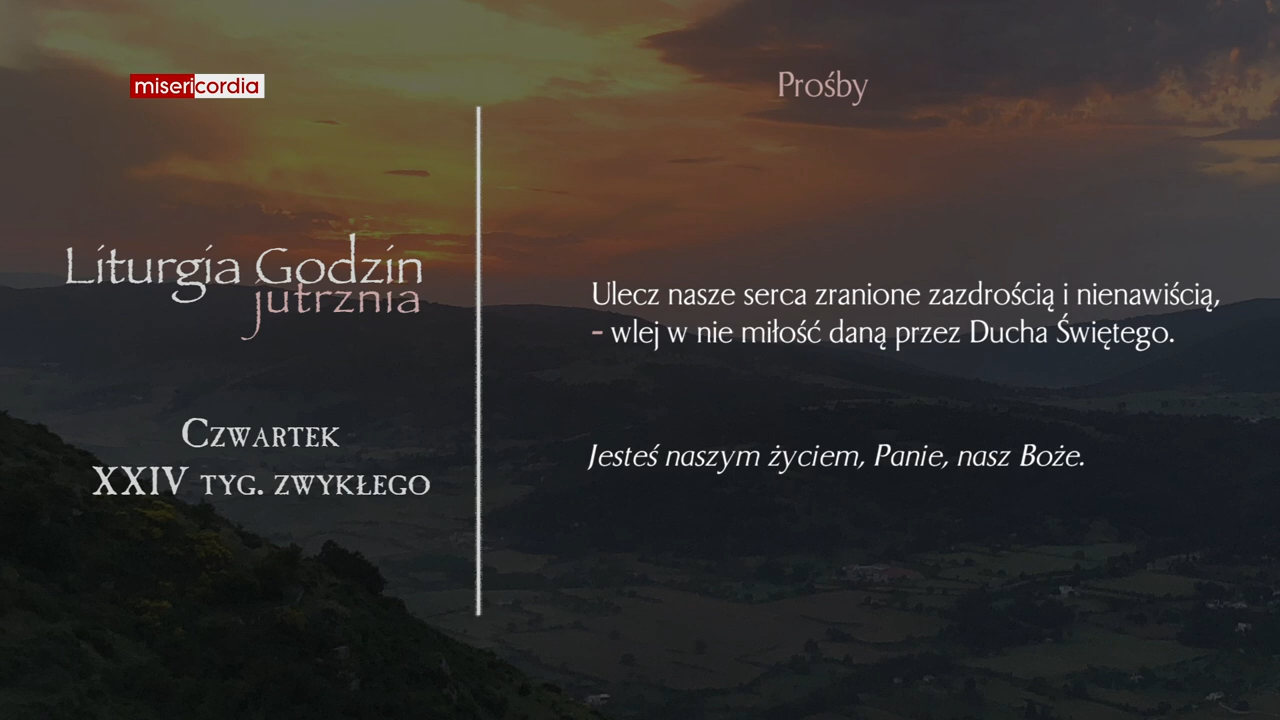 misericordia
Liturgia Godzin
jutrznia
Czwartek
XXIV tyg. zwykłego
Prośby
Ulecz nasze serca zranione zazdrością i nienawiścią,
- wlej w nie miłość daną przez Ducha Świętego.
Jesteś naszym życiem, Panie, nasz Boże.